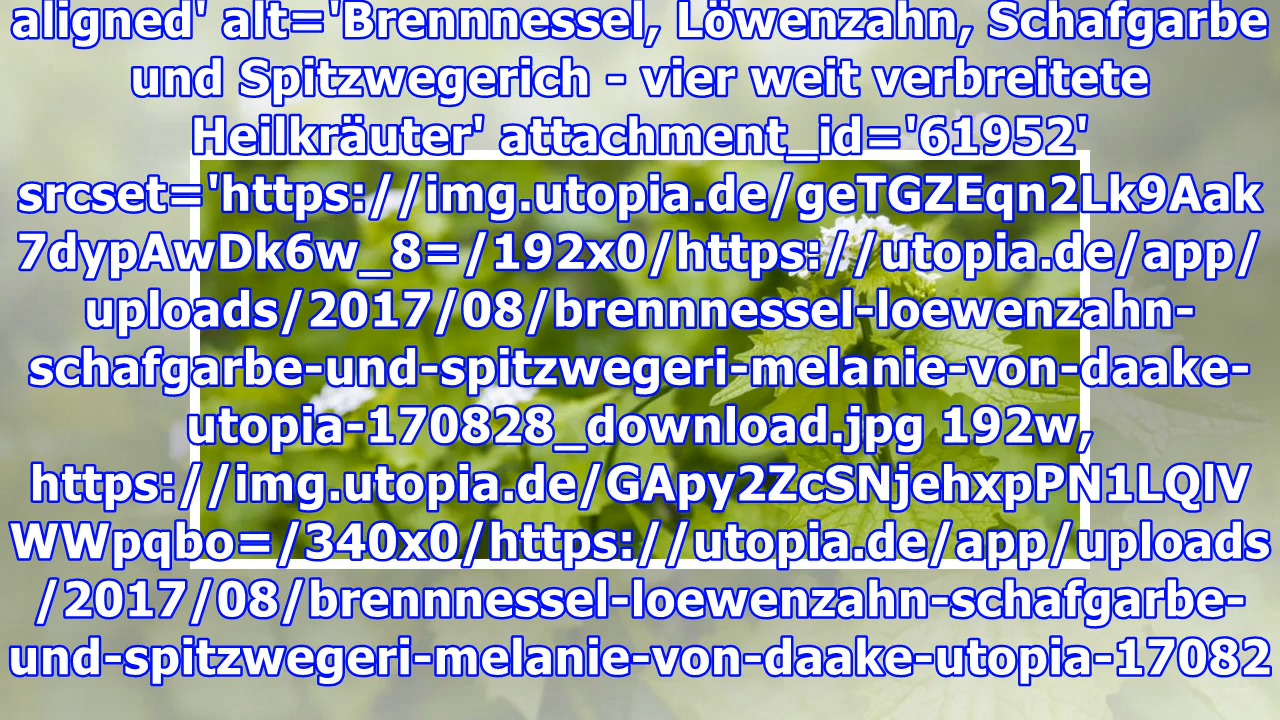 aligned' alt='Brennnessel, Löwenzahn, Schafgarbe
und Spitzwegerich - vier weit verbreitete
Heilkräuter' attachment_id='61952'
srcset='https://img.utopia.de/geTGZEqn2Lk9Aak
7dypAwDk6w_8=/192x0/https://utopia.de/app/
uploads/2017/08/brennnessel-loewenzahn-
schafgarbe-und-spitzwegeri-melanie-von-daake-
utopia-170828_download.jpg 192w,
https://img.utopia.de/GApy2ZcSNjehxpPN1LQlV
WWpqbo=/340x0/https://utopia.de/app/uploads
/2017/08/brennnessel-loewenzahn-schafgarbe-
und-spitzwegeri-melanie-von-daake-utopia-17082